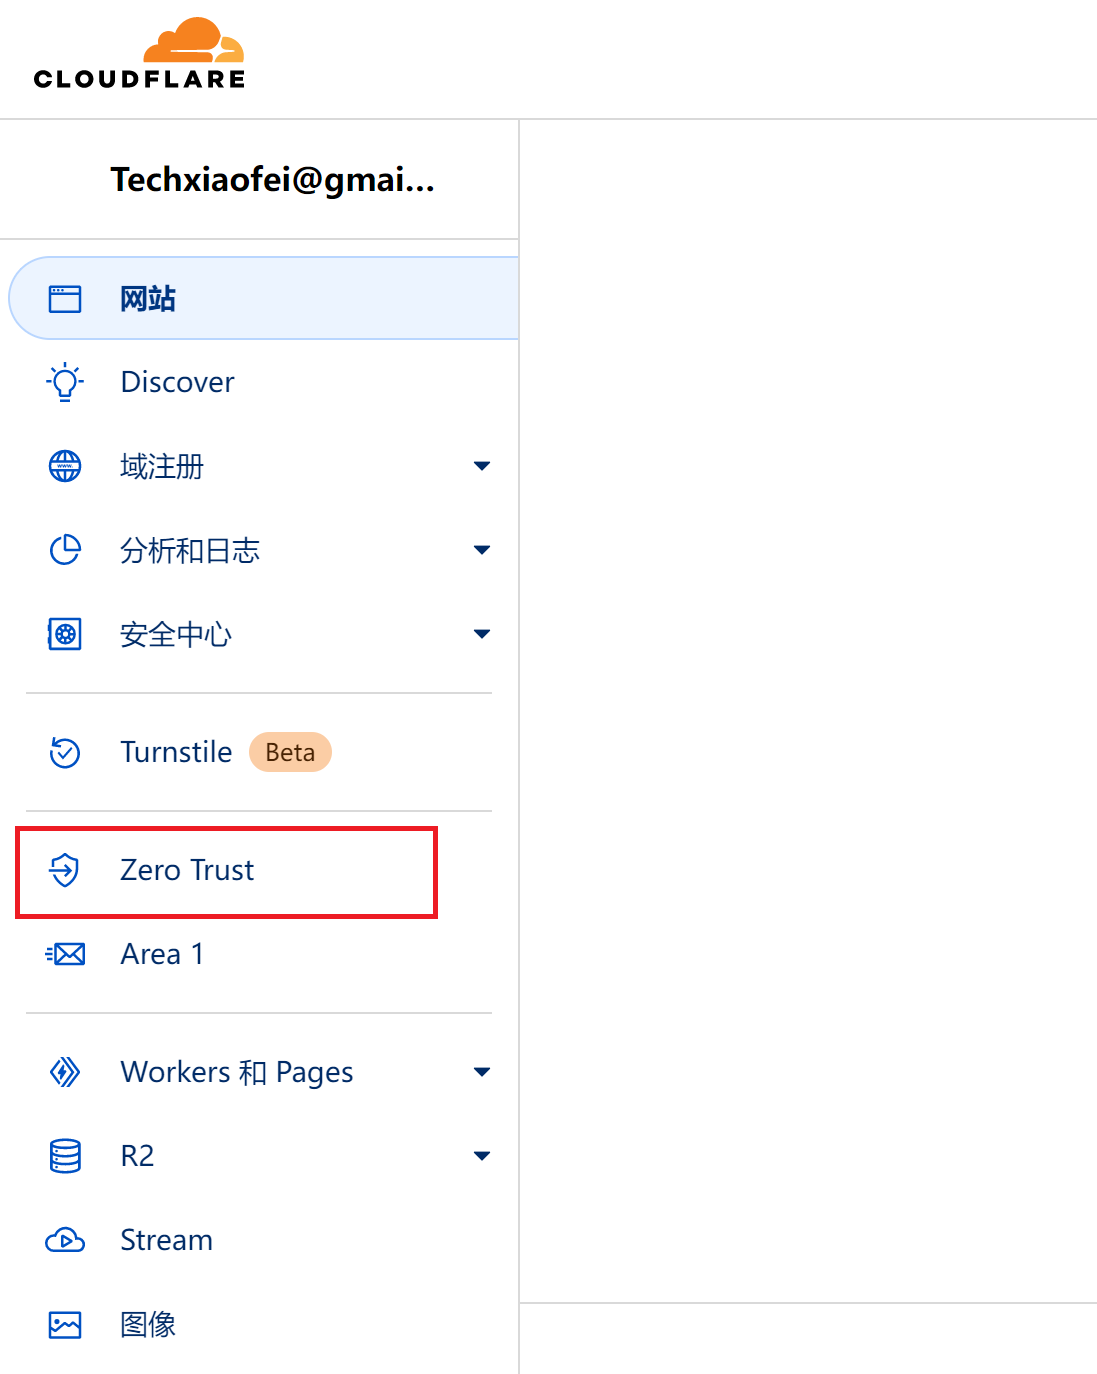 CLOUDFLARE
Techxiaofei@gmai...
网站
Discover
www.
域注册
分析和日志
安全中心
Turnstile Beta
Zero Trust
Area 1
Workers 和 Pages
R2
Stream
图像